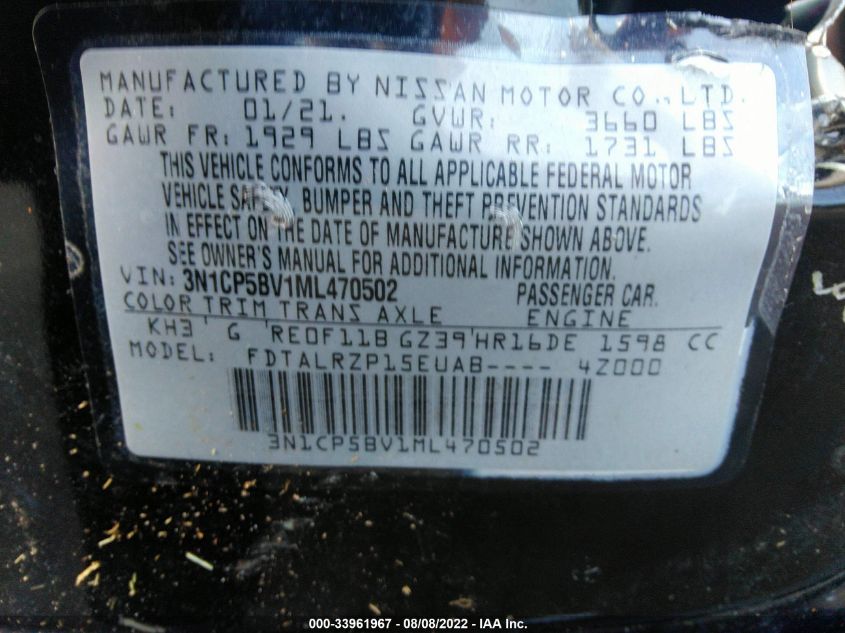 MANUFACTURED BY NISSAN MOTOR CO., LTD.
DATE: 01/21. GVWR: 3660 LBS
GAWR FR: 1929 LBS GAWR RR: 1731 LBS
THIS VEHICLE CONFORMS TO ALL APPLICABLE FEDERAL MOTOR
VEHICLE SAFETY, BUMPER AND THEFT PREVENTION STANDARDS
IN EFFECT ON THE DATE OF MANUFACTURE SHOWN ABOVE.
SEE OWNER'S MANUAL FOR ADDITIONAL INFORMATION.
VIN: 3N1CP5BV1ML470502 PASSENGER CAR.
COLOR TRIM TRANS AXLE ENGINE
KH3 ' G 'RE0F11B GZ39'HR16DE 1598 CC
MODEL: FDTALRZP15EUAB---- 4Z000
3N1CP5BV1ML470502
000-33961967 - 08/08/2022 - IAA Inc.